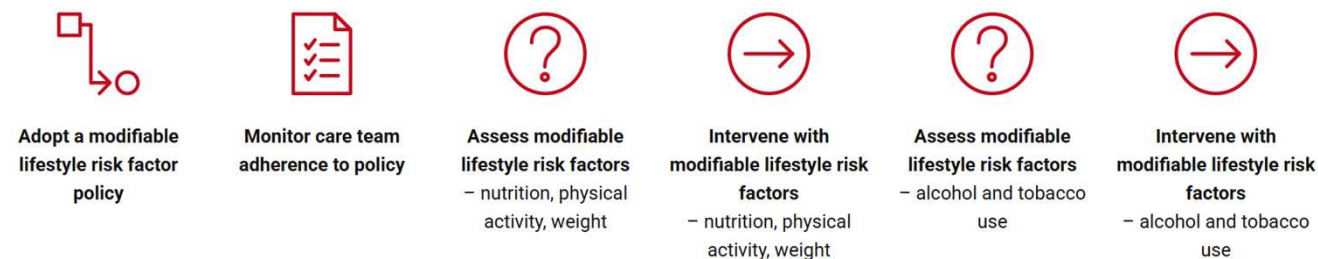 Adopt a modifiable
lifestyle risk factor
policy
Monitor care team
adherence to policy
Assess modifiable
lifestyle risk factors
– nutrition, physical
activity, weight
Intervene with
modifiable lifestyle risk
factors
– nutrition, physical
activity, weight
Assess modifiable
lifestyle risk factors
– alcohol and tobacco
use
Intervene with
modifiable lifestyle risk
factors
– alcohol and tobacco
use